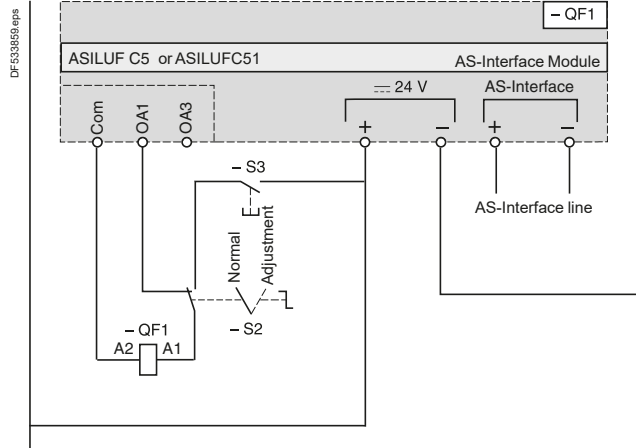 DF533859.eps
– QF1
ASILUF C5 or ASILUFC51
AS-Interface Module
24 V
AS-Interface
Com
OA1
OA3
+
–
+
–
– S3
AS-Interface line
Normal
Adjustment
– S2
– QF1
A2
A1